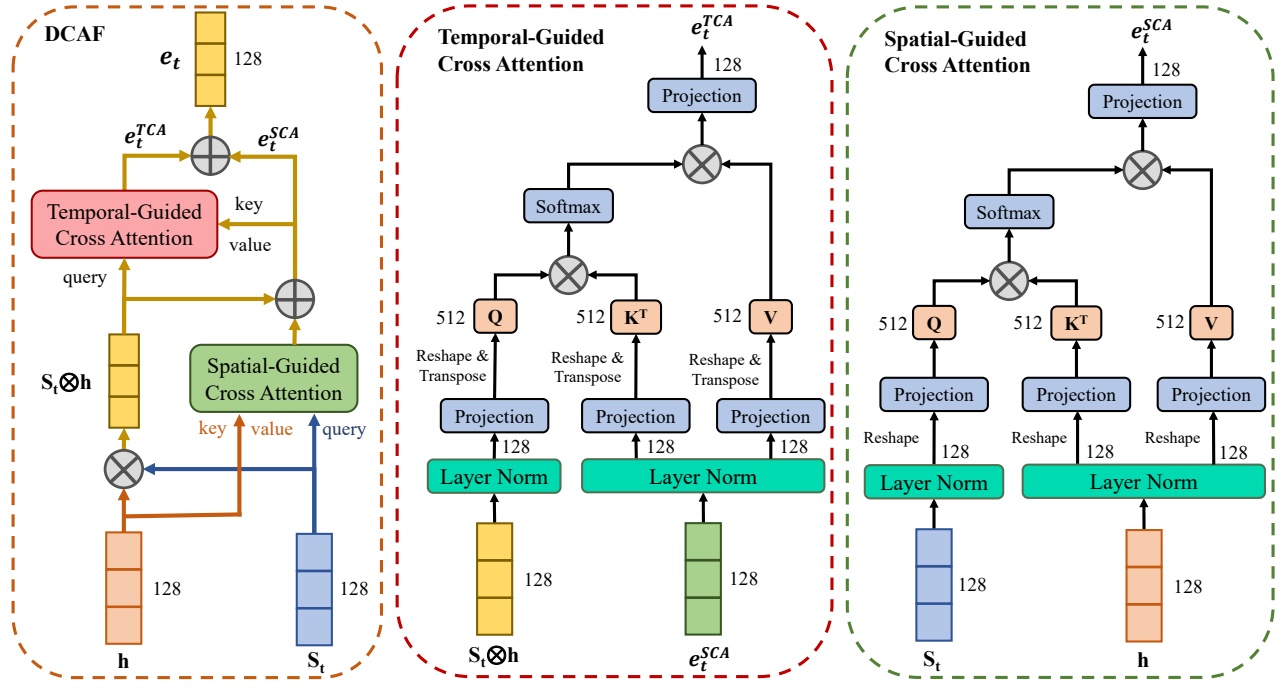 DCAF
e_t
128
e_t^{TCA}
e_t^{SCA}
Temporal-Guided
Cross Attention
key
value
query
S_t⊗h
Spatial-Guided
Cross Attention
key
value
query
128
128
h
S_t
Temporal-Guided
Cross Attention
e_t^{TCA}
128
Projection
Softmax
512
Q
512
K^T
512
V
Reshape &
Transpose
Reshape &
Transpose
Reshape &
Transpose
Projection
Projection
Projection
128
128
128
Layer Norm
Layer Norm
128
128
S_t⊗h
e_t^{SCA}
Spatial-Guided
Cross Attention
e_t^{SCA}
128
Projection
Softmax
512
Q
512
K^T
512
V
Projection
Projection
Projection
Reshape
128
Reshape
128
Reshape
128
Layer Norm
Layer Norm
128
128
S_t
h